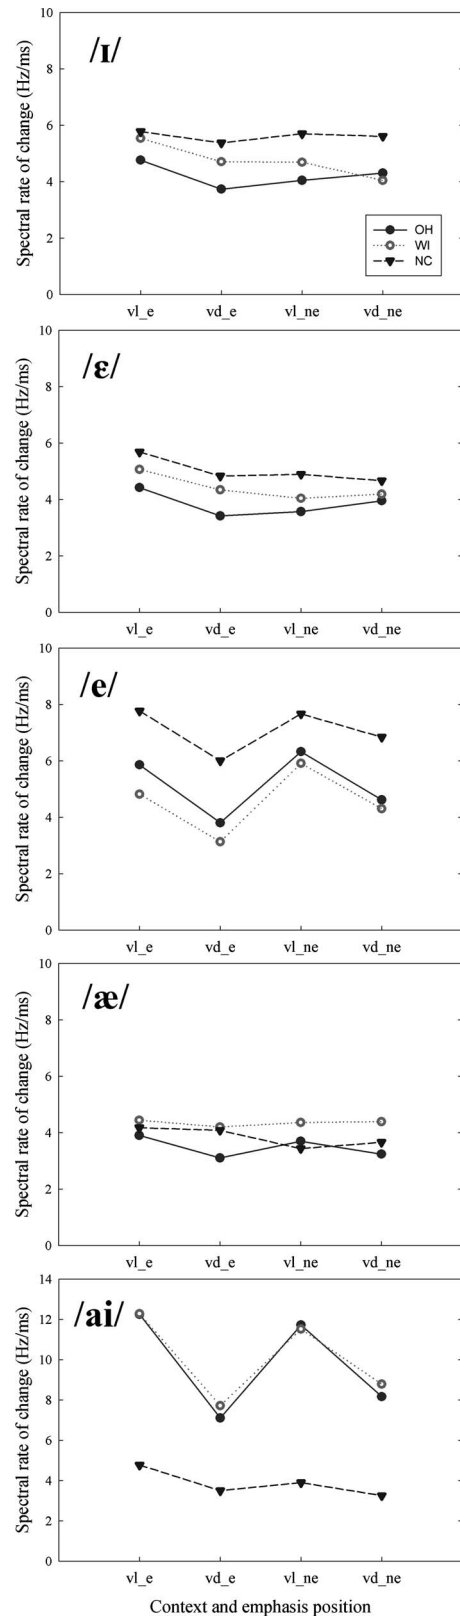 10
/ɪ/
8
6
4
2
0
Spectral rate of change (Hz/ms)
OH
WI
NC
vl_e vd_e vl_ne vd_ne
10
/ɛ/
8
6
4
2
0
Spectral rate of change (Hz/ms)
vl_e vd_e vl_ne vd_ne
10
/e/
8
6
4
2
0
Spectral rate of change (Hz/ms)
vl_e vd_e vl_ne vd_ne
10
/æ/
8
6
4
2
0
Spectral rate of change (Hz/ms)
vl_e vd_e vl_ne vd_ne
14
/ai/
12
10
8
6
4
2
0
Spectral rate of change (Hz/ms)
vl_e vd_e vl_ne vd_ne
Context and emphasis position